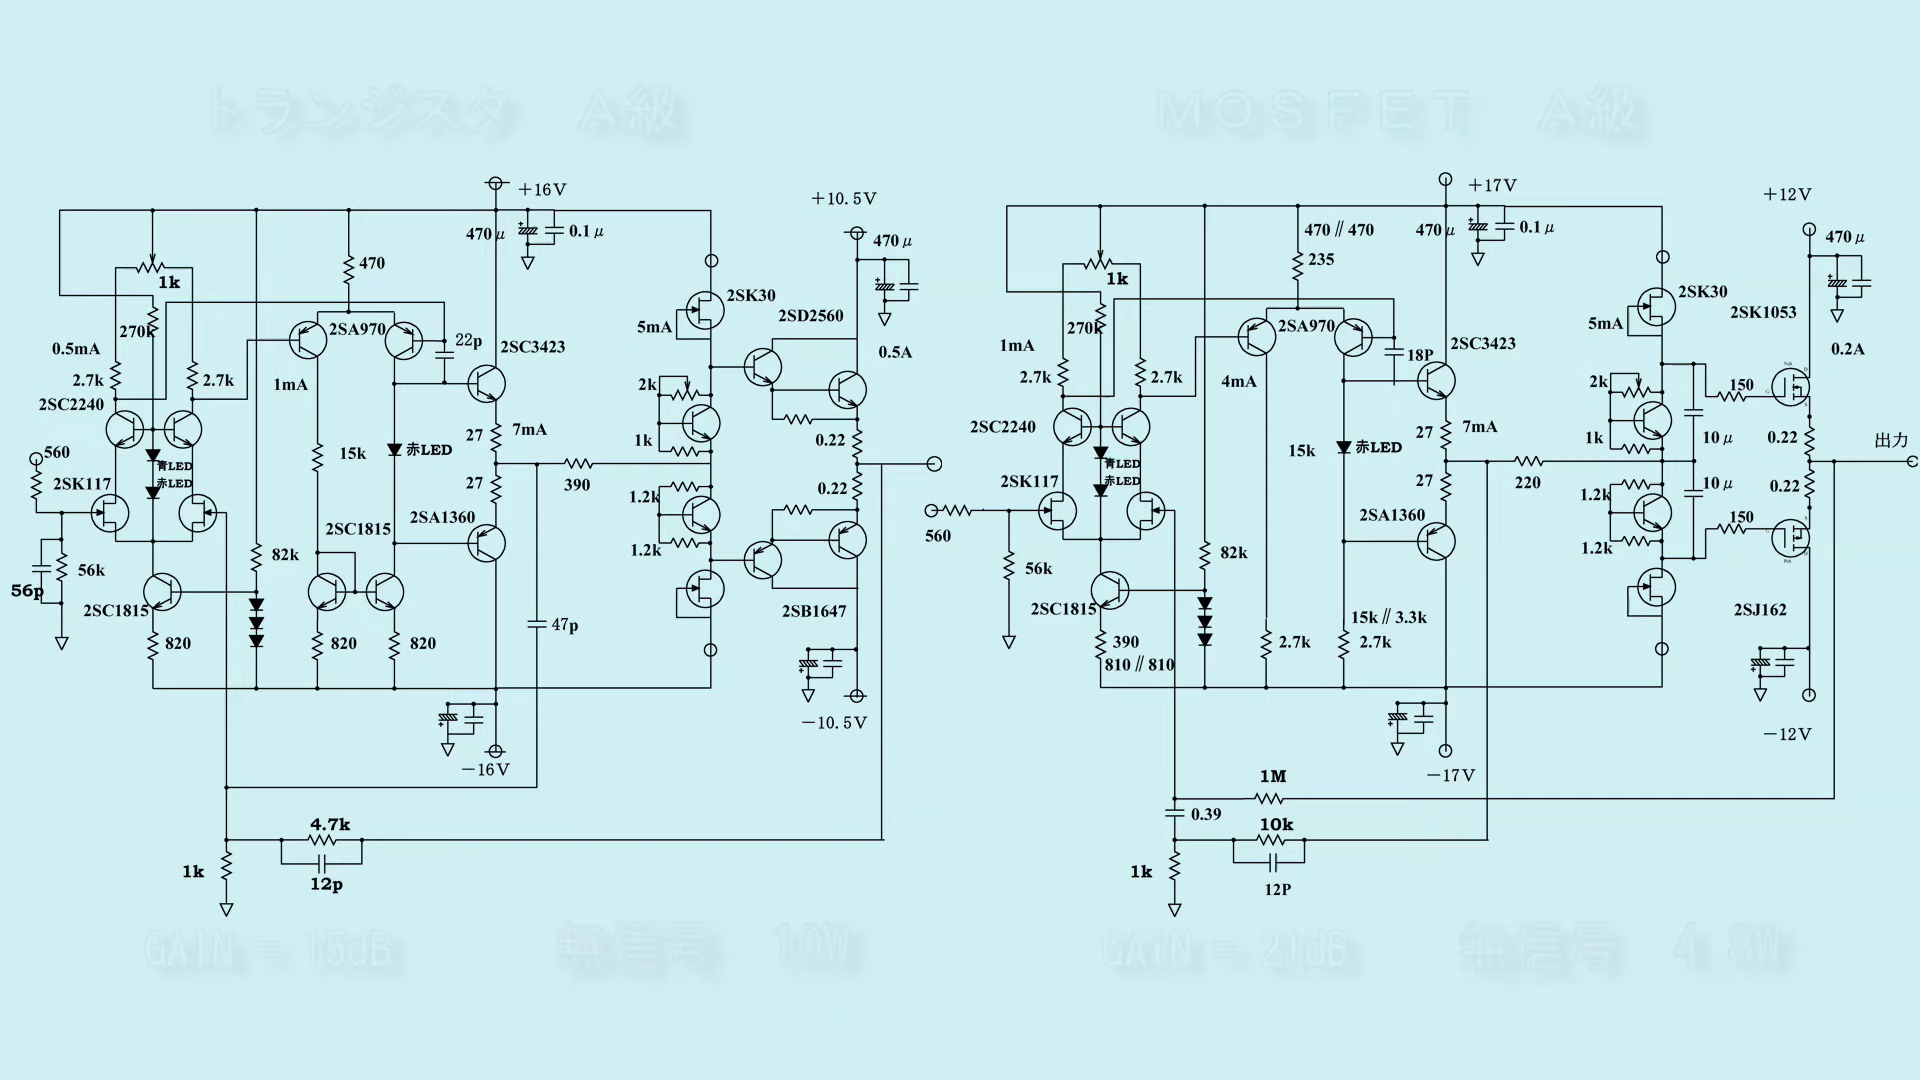 トランジスタ A級
+16V
+10.5V
470μ
0.1μ
470μ
470
1k
2SK30
270k
2SA970
5mA
2SD2560
0.5mA
22p
2SC3423
0.5A
2.7k
2.7k
1mA
2k
2SC2240
27
7mA
1k
0.22
560
青LED
15k
赤LED
2SK117
赤LED
27
390
1.2k
0.22
2SC1815
2SA1360
56k
82k
1.2k
56p
2SC1815
2SB1647
820
820
820
47p
-16V
-10.5V
4.7k
1k
12p
GAIN = 15dB
無信号 10W
MOSFET A級
+17V
+12V
470∥470
470μ
0.1μ
470μ
235
1k
2SK30
2SK1053
270k
2SA970
5mA
1mA
18P
2SC3423
0.2A
2.7k
2.7k
4mA
2k
150
2SC2240
27
7mA
1k
10μ
0.22
出力
青LED
15k
赤LED
2SK117
赤LED
27
220
1.2k
10μ
0.22
560
2SA1360
150
56k
82k
1.2k
2SC1815
15k∥3.3k
2SJ162
390
2.7k
2.7k
810∥810
-17V
-12V
1M
0.39
10k
1k
12P
GAIN = 21dB
無信号 4.8W